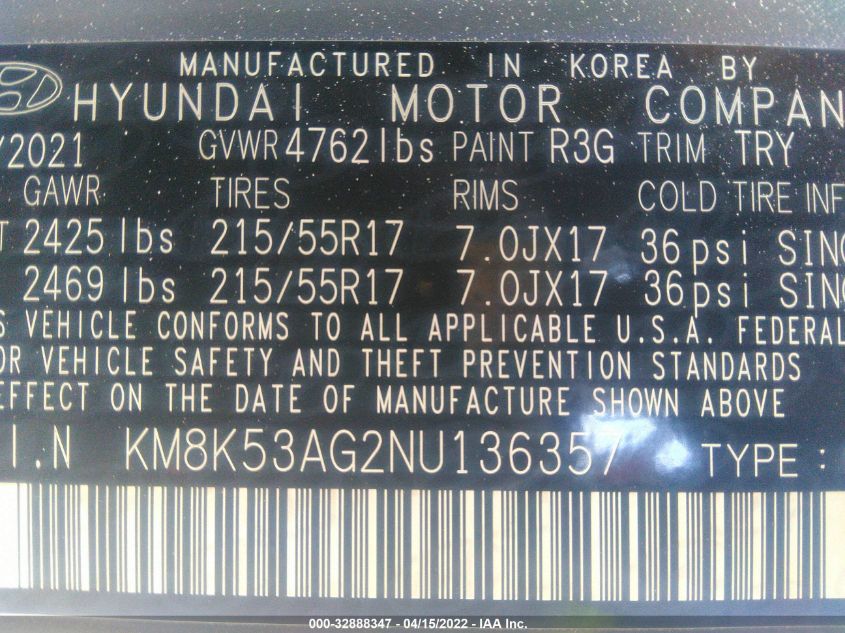 MANUFACTURED IN KOREA BY
HYUNDAI MOTOR COMPAN
/2021 GVWR 4762 lbs PAINT R3G TRIM TRY
GAWR TIRES RIMS COLD TIRE INF
T 2425 lbs 215/55R17 7.0JX17 36psi SING
2469 lbs 215/55R17 7.0JX17 36psi SING
S VEHICLE CONFORMS TO ALL APPLICABLE U.S.A. FEDERAL
OR VEHICLE SAFETY AND THEFT PREVENTION STANDARDS
EFFECT ON THE DATE OF MANUFACTURE SHOWN ABOVE
I.N KM8K53AG2NU136357 TYPE :
000-32888347 - 04/15/2022 - IAA Inc.